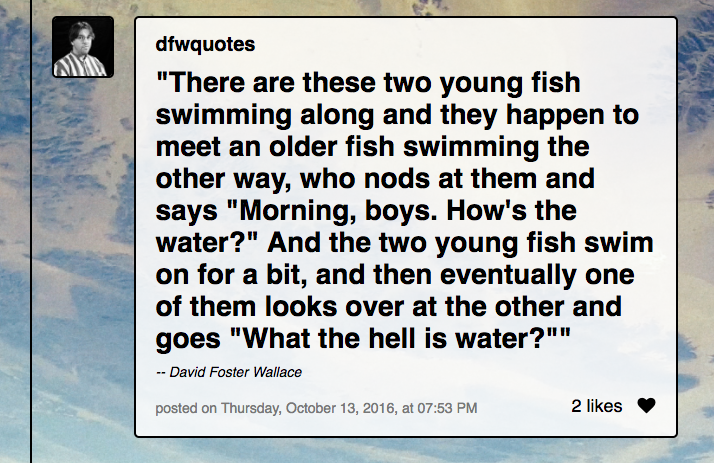 dfwquotes
"There are these two young fish
swimming along and they happen to
meet an older fish swimming the
other way, who nods at them and
says "Morning, boys. How's the
water?" And the two young fish swim
on for a bit, and then eventually one
of them looks over at the other and
goes "What the hell is water?""
-- David Foster Wallace
posted on Thursday, October 13, 2016, at 07:53 PM
2 likes